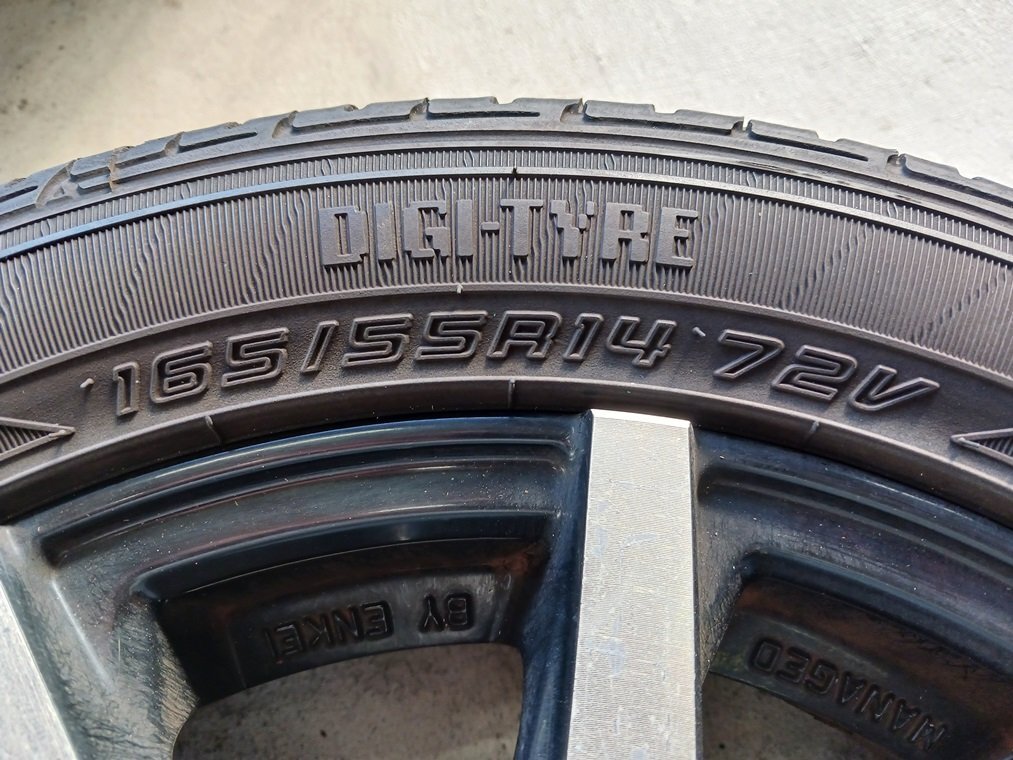 DIGI-TYRE
165/55R14 72V
BY ENKEI
MANAGED